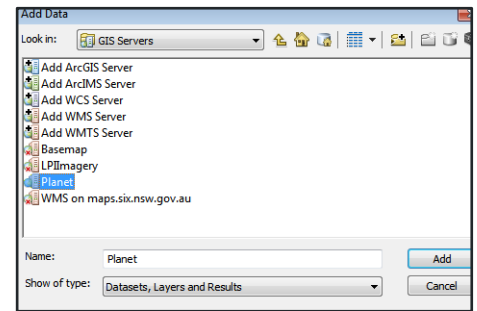 Add Data
Look in: GIS Servers
Add ArcGIS Server
Add ArcIMS Server
Add WCS Server
Add WMS Server
Add WMTS Server
Basemap
LPIImagery
Planet
WMS on maps.six.nsw.gov.au
Name: Planet Add
Show of type: Datasets, Layers and Results Cancel